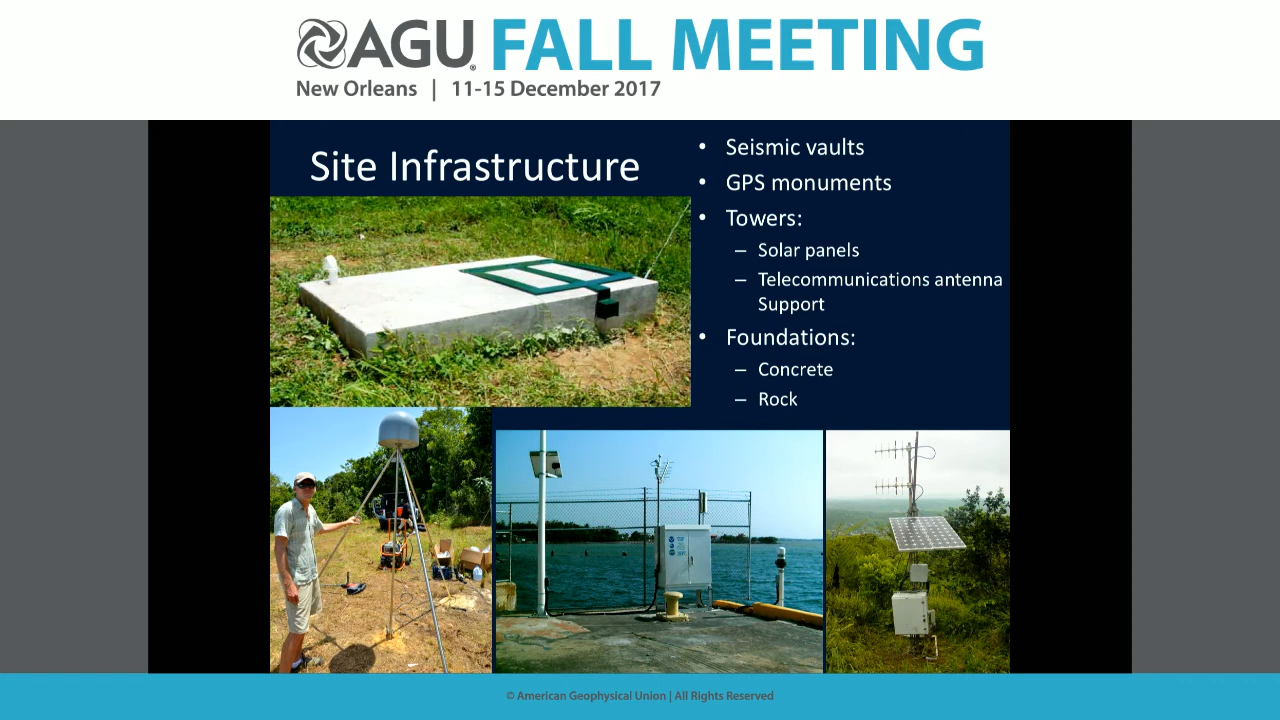 AGU FALL MEETING
New Orleans | 11-15 December 2017
Site Infrastructure
• Seismic vaults
• GPS monuments
• Towers:
– Solar panels
– Telecommunications antenna
Support
• Foundations:
– Concrete
– Rock
© American Geophysical Union | All Rights Reserved